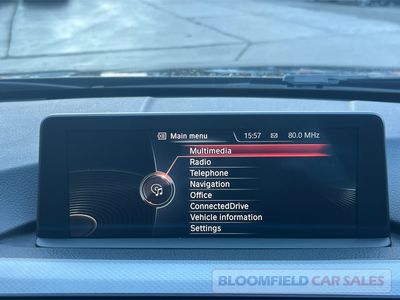 Main menu 15:57 80.0 MHz
Multimedia
Radio
Telephone
Navigation
Office
ConnectedDrive
Vehicle information
Settings
BLOOMFIELD CAR SALES